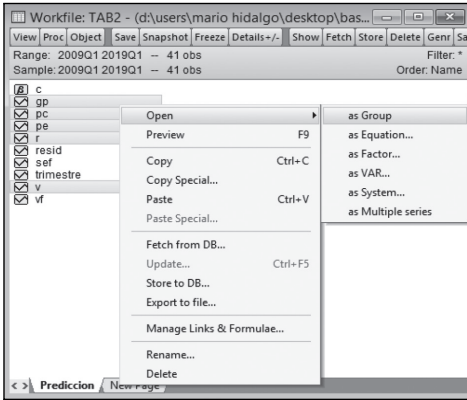 Workfile: TAB2 - (d:\users\mario hidalgo\desktop\bas...
View Proc Object Save Snapshot Freeze Details+/- Show Fetch Store Delete Genr Sa
Range: 2009Q1 2019Q1 -- 41 obs Filter: *
Sample: 2009Q1 2019Q1 -- 41 obs Order: Name
β c
gp
pc
pe
r
resid
sef
trimestre
v
vf
Open
Preview F9
Copy Ctrl+C
Copy Special...
Paste Ctrl+V
Paste Special...
Fetch from DB...
Update... Ctrl+F5
Store to DB...
Export to file...
Manage Links & Formulae...
Rename...
Delete
as Group
as Equation...
as Factor...
as VAR...
as System...
as Multiple series
< > Prediccion New Page